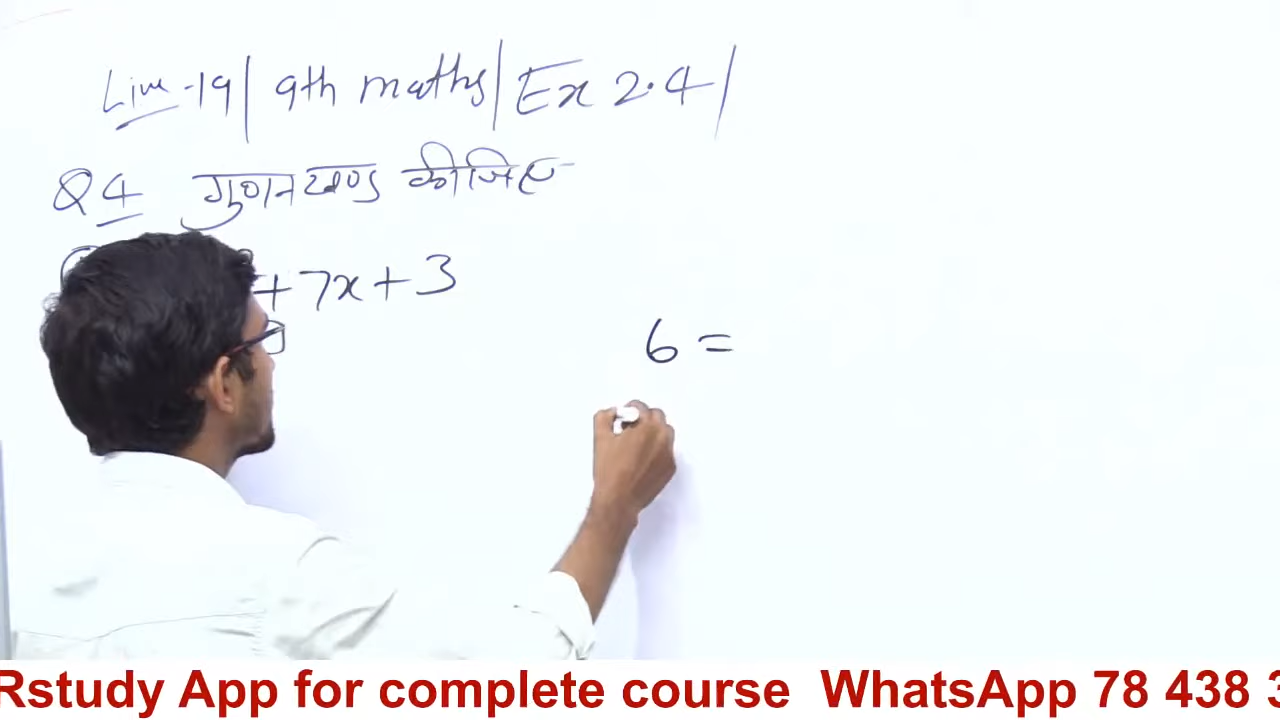 Live-19| 9th maths| Ex 2.4|
Q4 गुणनखण्ड कीजिए
+ 7x + 3
6 =
Rstudy App for complete course WhatsApp 78 438 3